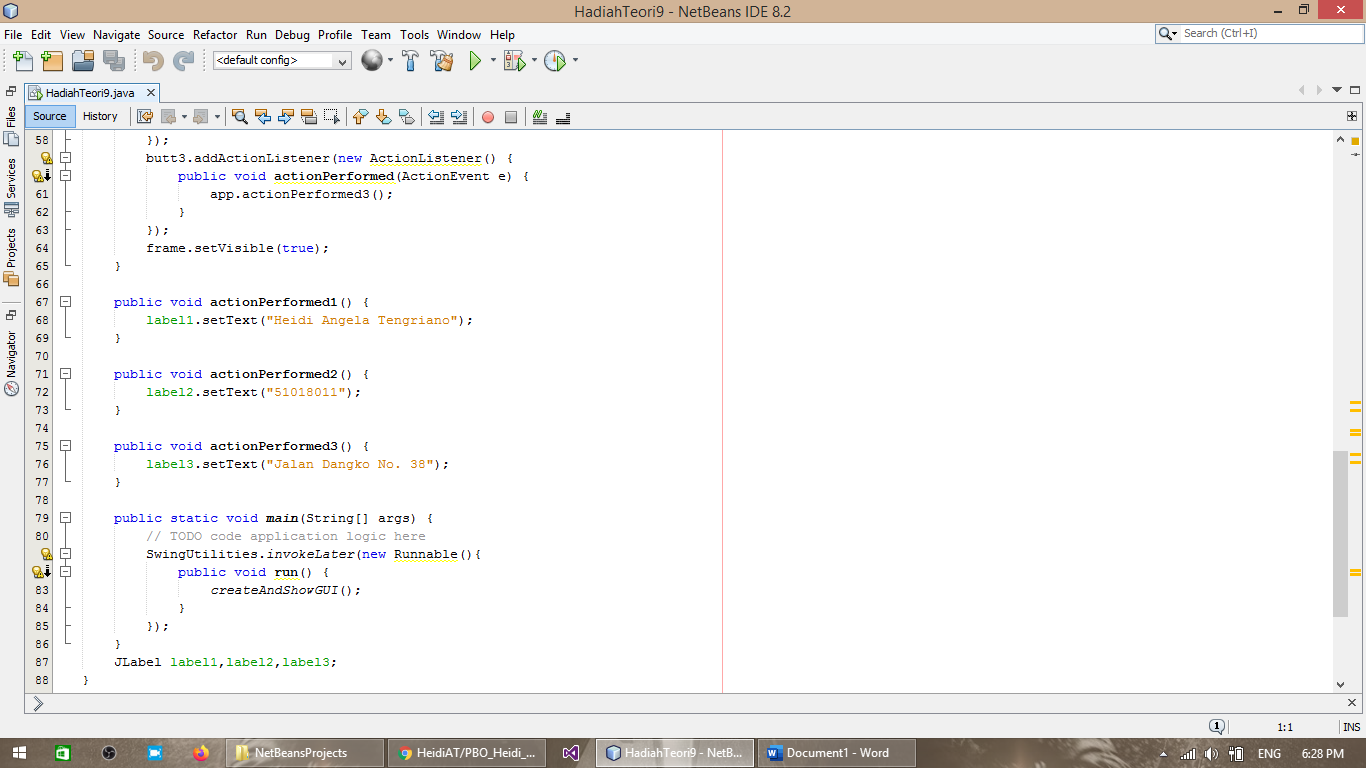 HadiahTeori9 - NetBeans IDE 8.2
File Edit View Navigate Source Refactor Run Debug Profile Team Tools Window Help
Search (Ctrl+I)
<default config>
HadiahTeori9.java
Source History
Files
Services
Projects
Navigator
58 });
butt3.addActionListener(new ActionListener() {
public void actionPerformed(ActionEvent e) {
61 app.actionPerformed3();
62 }
63 });
64 frame.setVisible(true);
65 }
66
67 public void actionPerformed1() {
68 label1.setText("Heidi Angela Tengriano");
69 }
70
71 public void actionPerformed2() {
72 label2.setText("51018011");
73 }
74
75 public void actionPerformed3() {
76 label3.setText("Jalan Dangko No. 38");
77 }
78
79 public static void main(String[] args) {
80 // TODO code application logic here
SwingUtilities.invokeLater(new Runnable(){
public void run() {
83 createAndShowGUI();
84 }
85 });
86 }
87 JLabel label1,label2,label3;
88 }
1 1:1 INS
NetBeansProjects
HeidiAT/PBO_Heidi_...
HadiahTeori9 - NetB...
Document1 - Word
ENG 6:28 PM